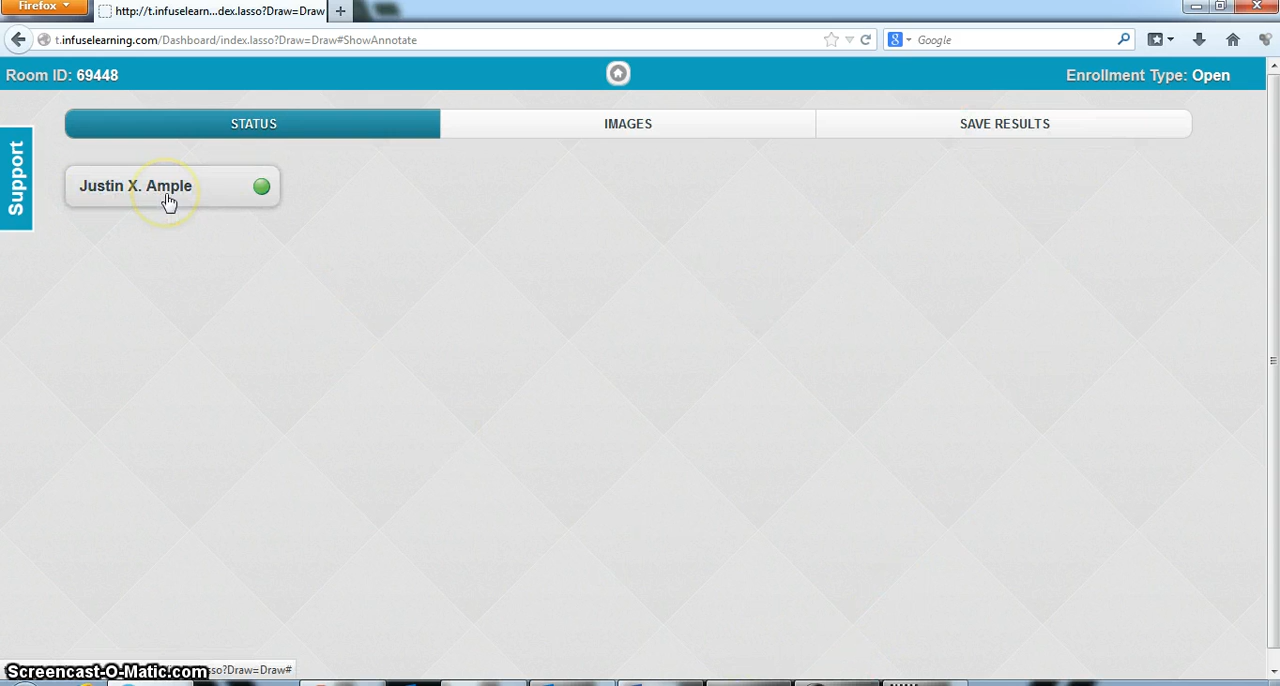 Firefox
http://t.infuselearn...dex.lasso?Draw=Draw
t.infuselearning.com/Dashboard/index.lasso?Draw=Draw#ShowAnnotate
Google
Room ID: 69448
Enrollment Type: Open
STATUS
IMAGES
SAVE RESULTS
Support
Justin X. Ample
Screencast-O-Matic.com
sso?Draw=Draw#